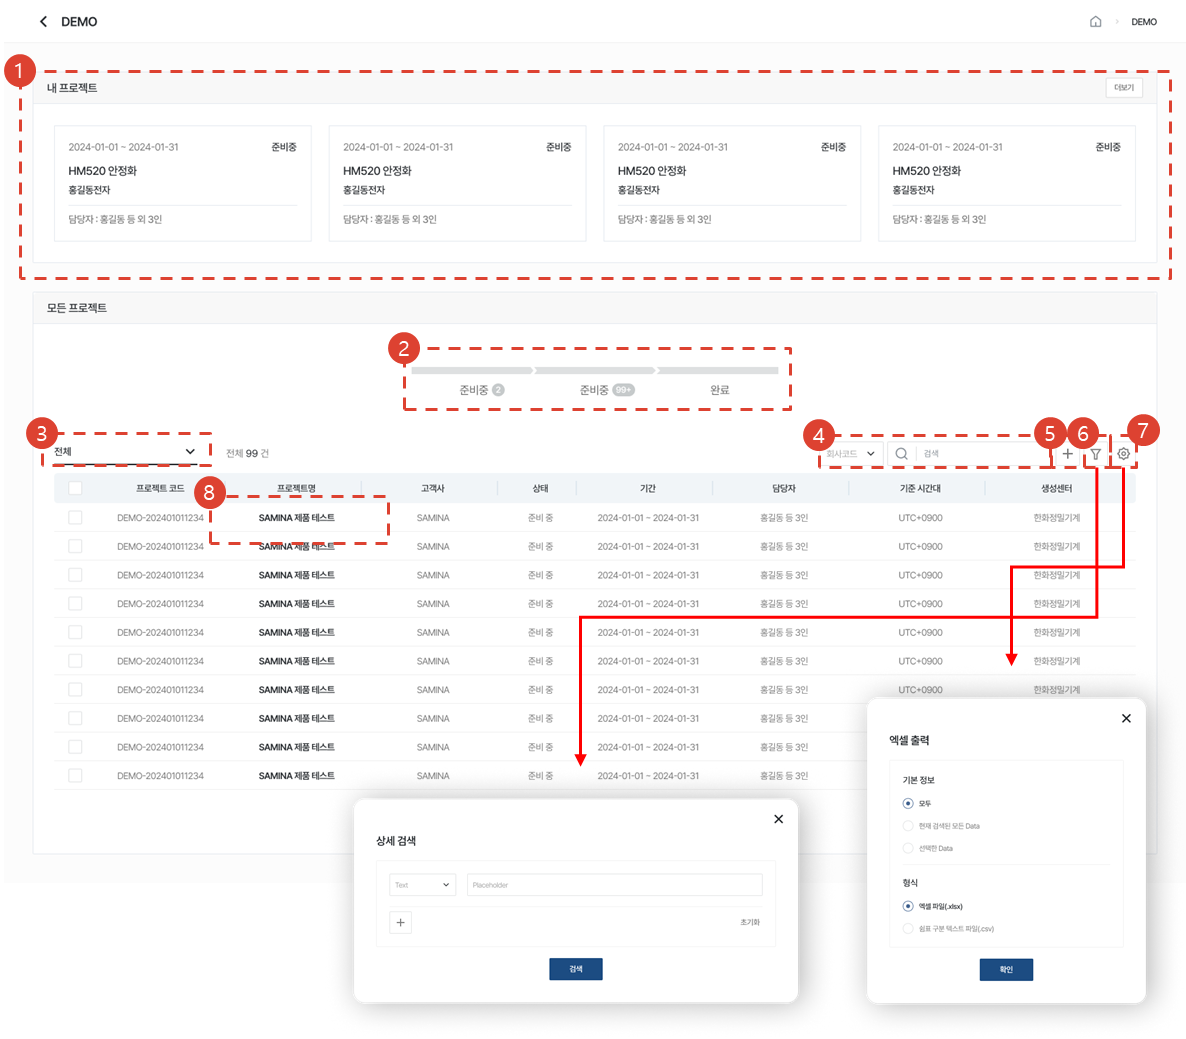 DEMO
DEMO
1
내 프로젝트
더보기
2024-01-01 ~ 2024-01-31 준비중
HM520 안정화
홍길동전자
담당자 : 홍길동 등 외 3인
2024-01-01 ~ 2024-01-31 준비중
HM520 안정화
홍길동전자
담당자 : 홍길동 등 외 3인
2024-01-01 ~ 2024-01-31 준비중
HM520 안정화
홍길동전자
담당자 : 홍길동 등 외 3인
2024-01-01 ~ 2024-01-31 준비중
HM520 안정화
홍길동전자
담당자 : 홍길동 등 외 3인
모든 프로젝트
2
준비중 2 준비중 99+ 완료
3
전체
전체 99 건
4
회사코드
검색
5
6
7
프로젝트 코드 프로젝트명 고객사 상태 기간 담당자 기준 시간대 생성센터
8
DEMO-202401011234 SAMINA 제품 테스트 SAMINA 준비 중 2024-01-01 ~ 2024-01-31 홍길동 등 3인 UTC+0900 한화정밀기계
DEMO-202401011234 SAMINA 제품 테스트 SAMINA 준비 중 2024-01-01 ~ 2024-01-31 홍길동 등 3인 UTC+0900 한화정밀기계
DEMO-202401011234 SAMINA 제품 테스트 SAMINA 준비 중 2024-01-01 ~ 2024-01-31 홍길동 등 3인 UTC+0900 한화정밀기계
DEMO-202401011234 SAMINA 제품 테스트 SAMINA 준비 중 2024-01-01 ~ 2024-01-31 홍길동 등 3인 UTC+0900 한화정밀기계
DEMO-202401011234 SAMINA 제품 테스트 SAMINA 준비 중 2024-01-01 ~ 2024-01-31 홍길동 등 3인 UTC+0900 한화정밀기계
DEMO-202401011234 SAMINA 제품 테스트 SAMINA 준비 중 2024-01-01 ~ 2024-01-31 홍길동 등 3인 UTC+0900 한화정밀기계
DEMO-202401011234 SAMINA 제품 테스트 SAMINA 준비 중 2024-01-01 ~ 2024-01-31 홍길동 등 3인 UTC+0900 한화정밀기계
DEMO-202401011234 SAMINA 제품 테스트 SAMINA 준비 중 2024-01-01 ~ 2024-01-31 홍길동 등 3인
DEMO-202401011234 SAMINA 제품 테스트 SAMINA 준비 중 2024-01-01 ~ 2024-01-31 홍길동 등 3인
DEMO-202401011234 SAMINA 제품 테스트 SAMINA 준비 중 2024-01-01 ~ 2024-01-31 홍길동 등 3인
상세 검색
Text
Placeholder
초기화
검색
엑셀 출력
기본 정보
모두
현재 검색된 모든 Data
선택한 Data
형식
엑셀 파일(.xlsx)
쉼표 구분 텍스트 파일(.csv)
확인